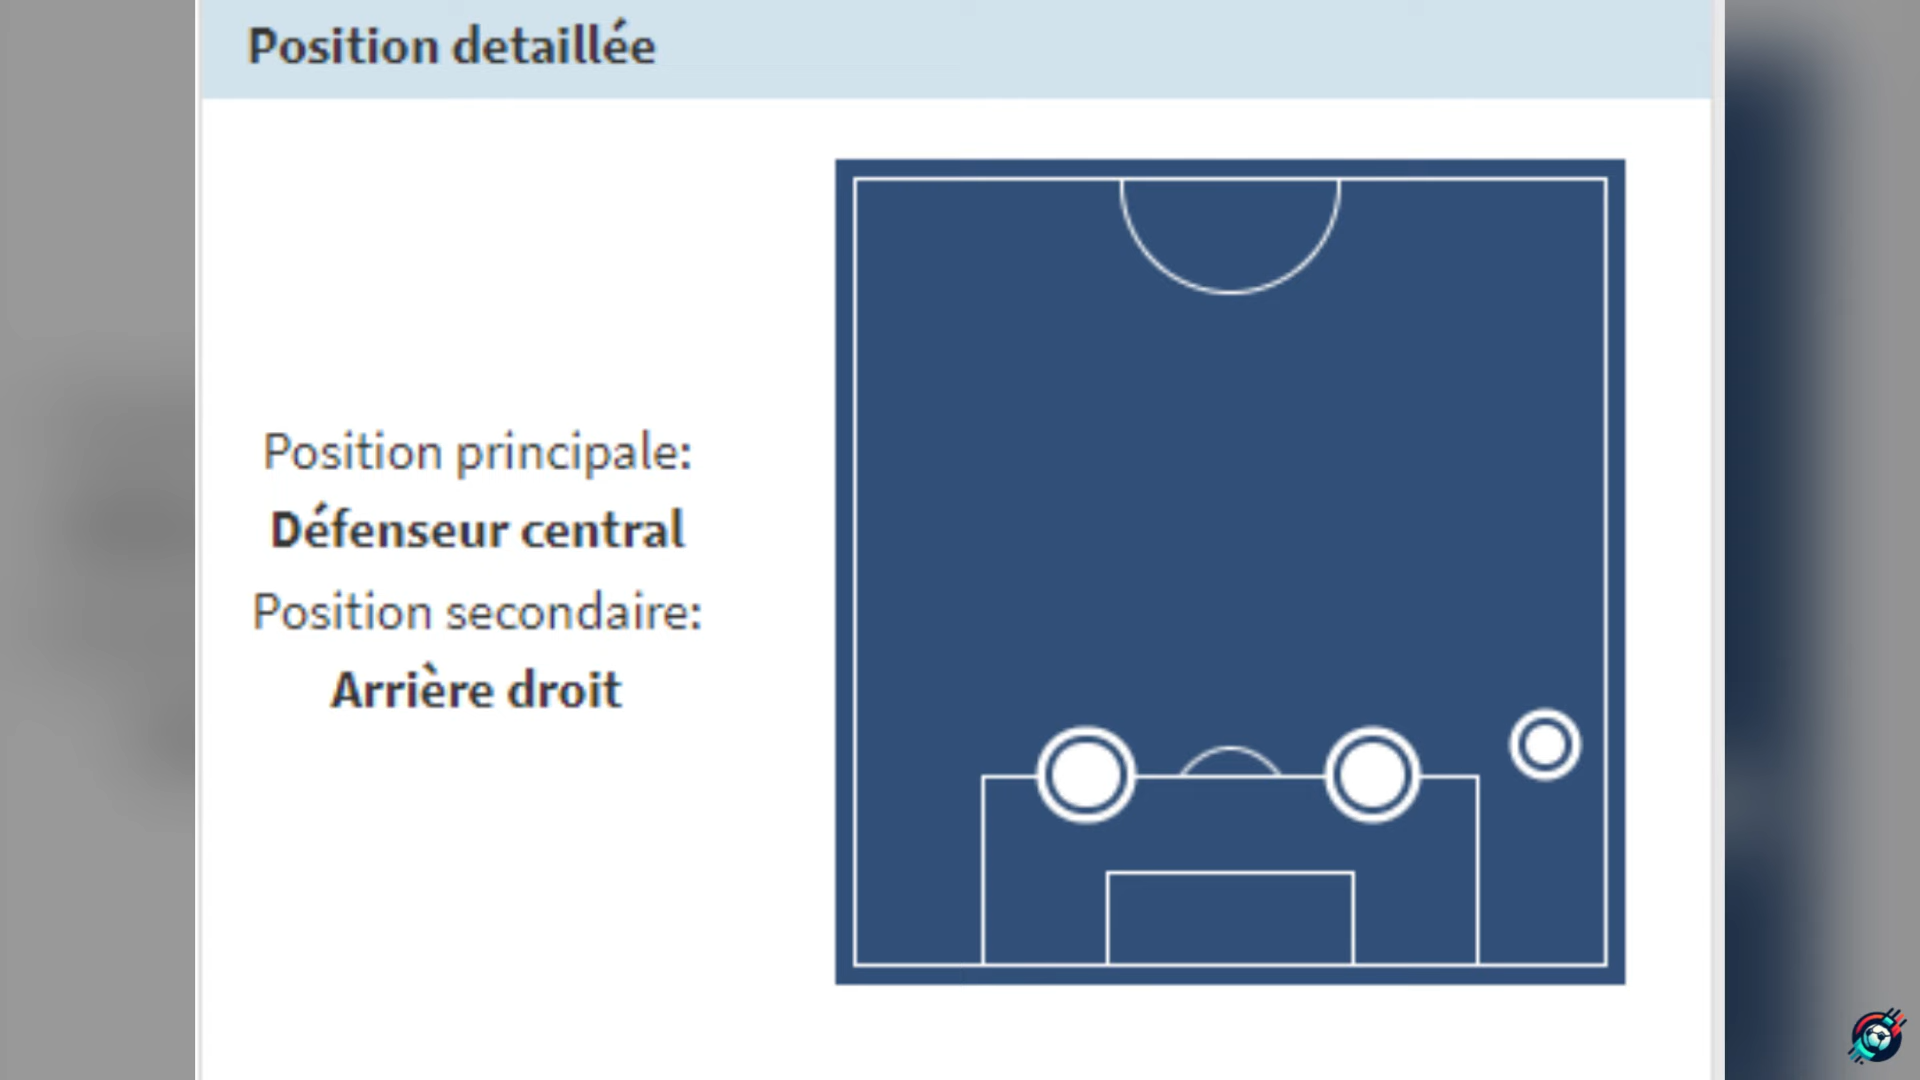 Position detaillée
Position principale:
Défenseur central
Position secondaire:
Arrière droit